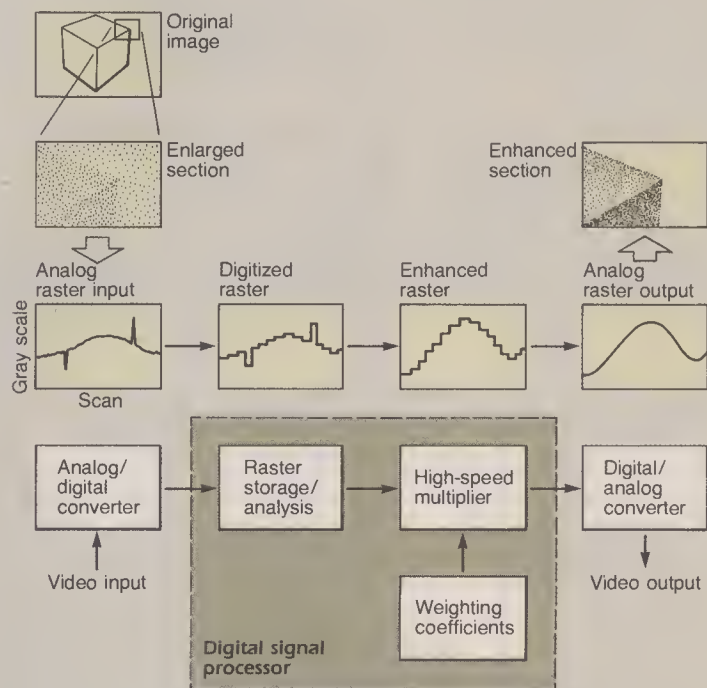 Original
image
Enlarged
section
Enhanced
section
Analog
raster input
Digitized
raster
Enhanced
raster
Analog
raster output
Gray scale
Scan
Analog/
digital
converter
Raster
storage/
analysis
High-speed
multiplier
Digital/
analog
converter
Video input
Video output
Weighting
coefficients
Digital signal
processor